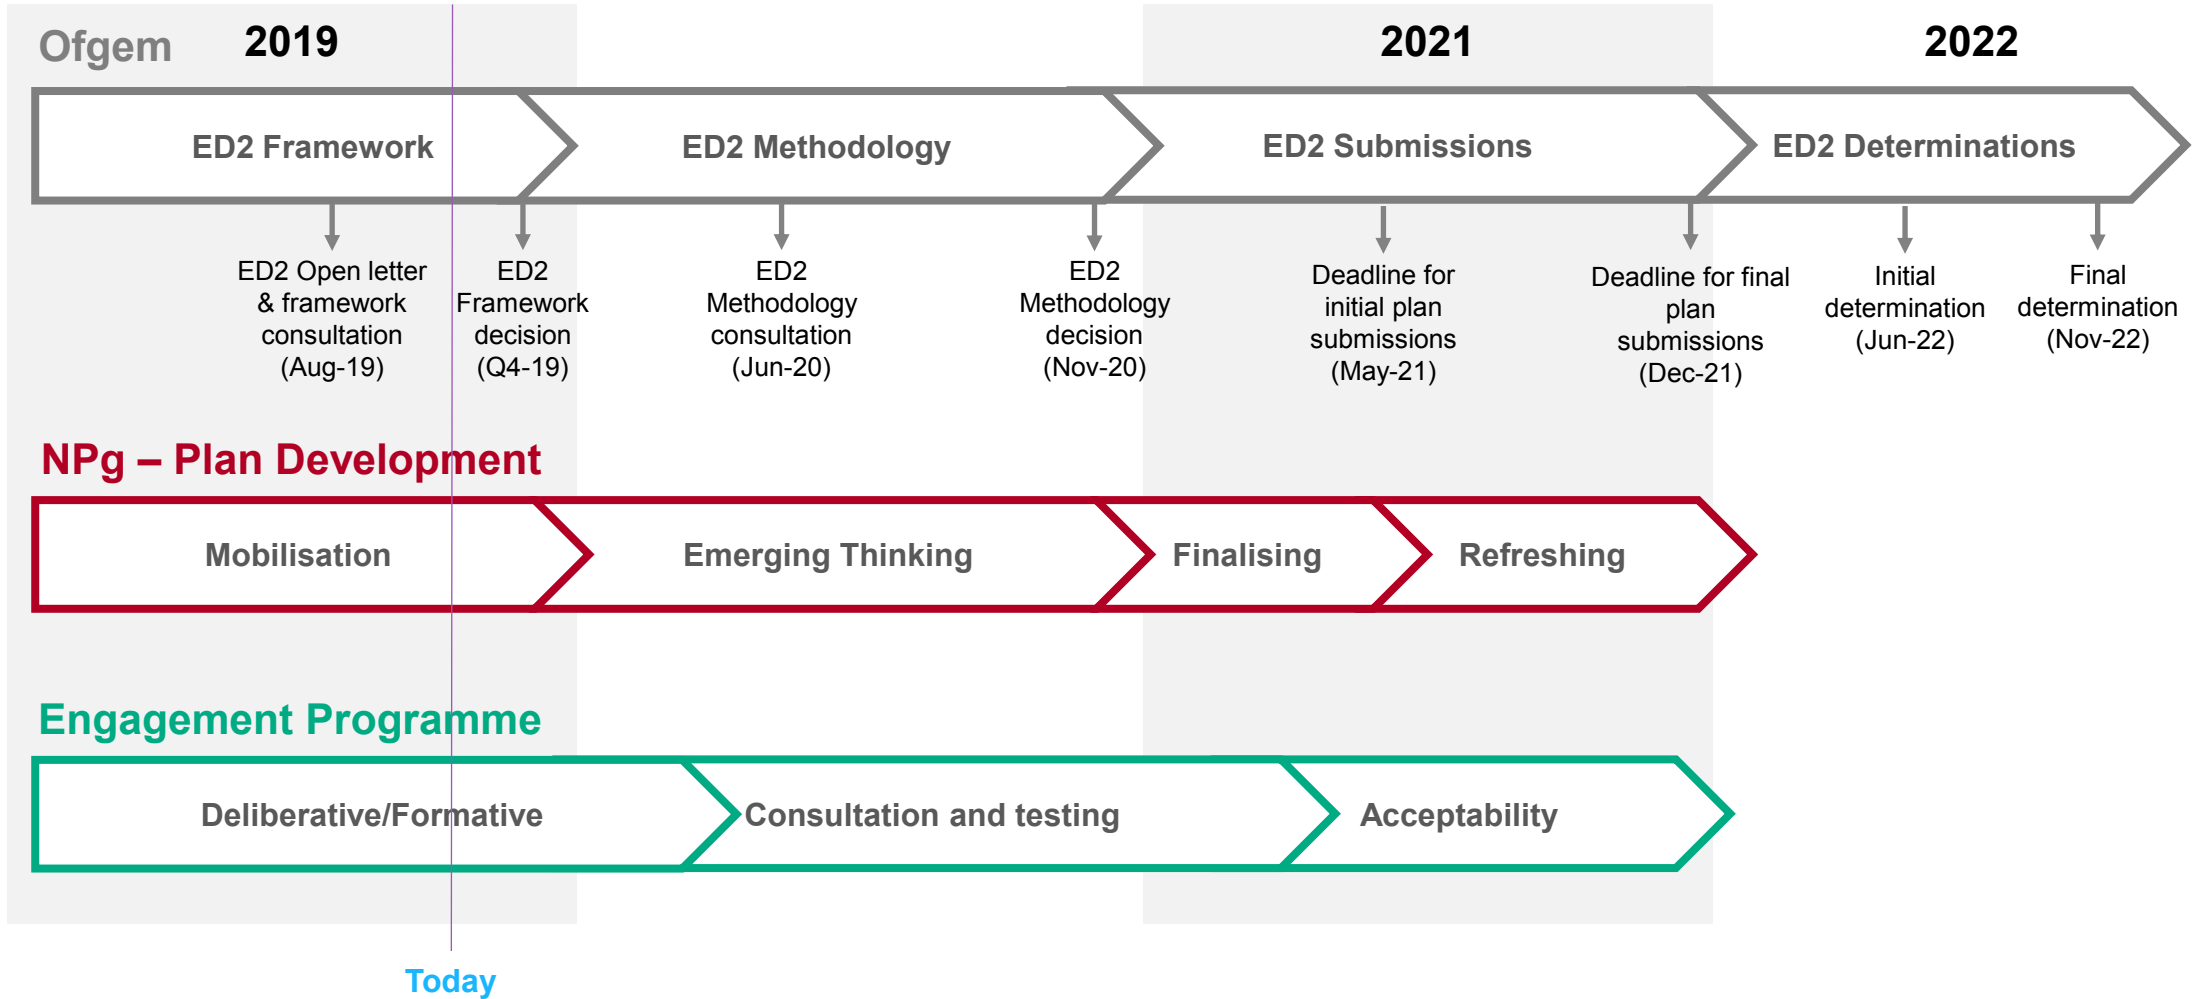 Ofgem
2019
2021
2022
ED2 Framework
ED2 Methodology
ED2 Submissions
ED2 Determinations
ED2 Open letter
& framework
consultation
(Aug-19)
ED2
Framework
decision
(Q4-19)
ED2
Methodology
consultation
(Jun-20)
ED2
Methodology
decision
(Nov-20)
Deadline for
initial plan
submissions
(May-21)
Deadline for final
plan
submissions
(Dec-21)
Initial
determination
(Jun-22)
Final
determination
(Nov-22)
NPg – Plan Development
Mobilisation
Emerging Thinking
Finalising
Refreshing
Engagement Programme
Deliberative/Formative
Consultation and testing
Acceptability
Today